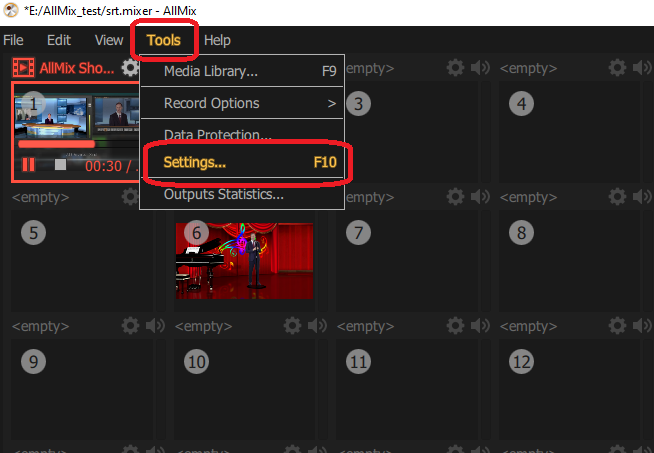 *E:/AllMix_test/srt.mixer - AllMix
File Edit View Tools Help
AllMix Sho...
Media Library... F9
Record Options >
Data Protection...
Settings... F10
Outputs Statistics...
1
00:30 / .
<empty>
3
<empty>
4
<empty>
5
6
<empty>
7
<empty>
8
<empty>
9
<empty>
10
<empty>
11
<empty>
12